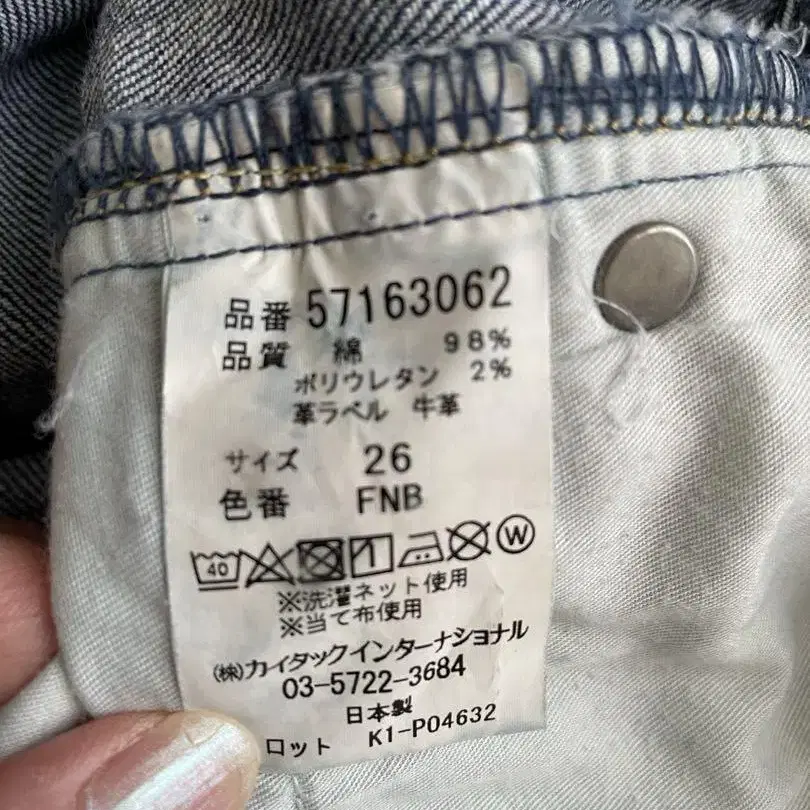 品番 57163062
品質 綿 98%
ポリウレタン 2%
革ラベル 牛革
サイズ 26
色番 FNB
40 W
※洗濯ネット使用
※当て布使用
(株)カイタックインターナショナル
03-5722-3684
日本製
ロット K1-P04632